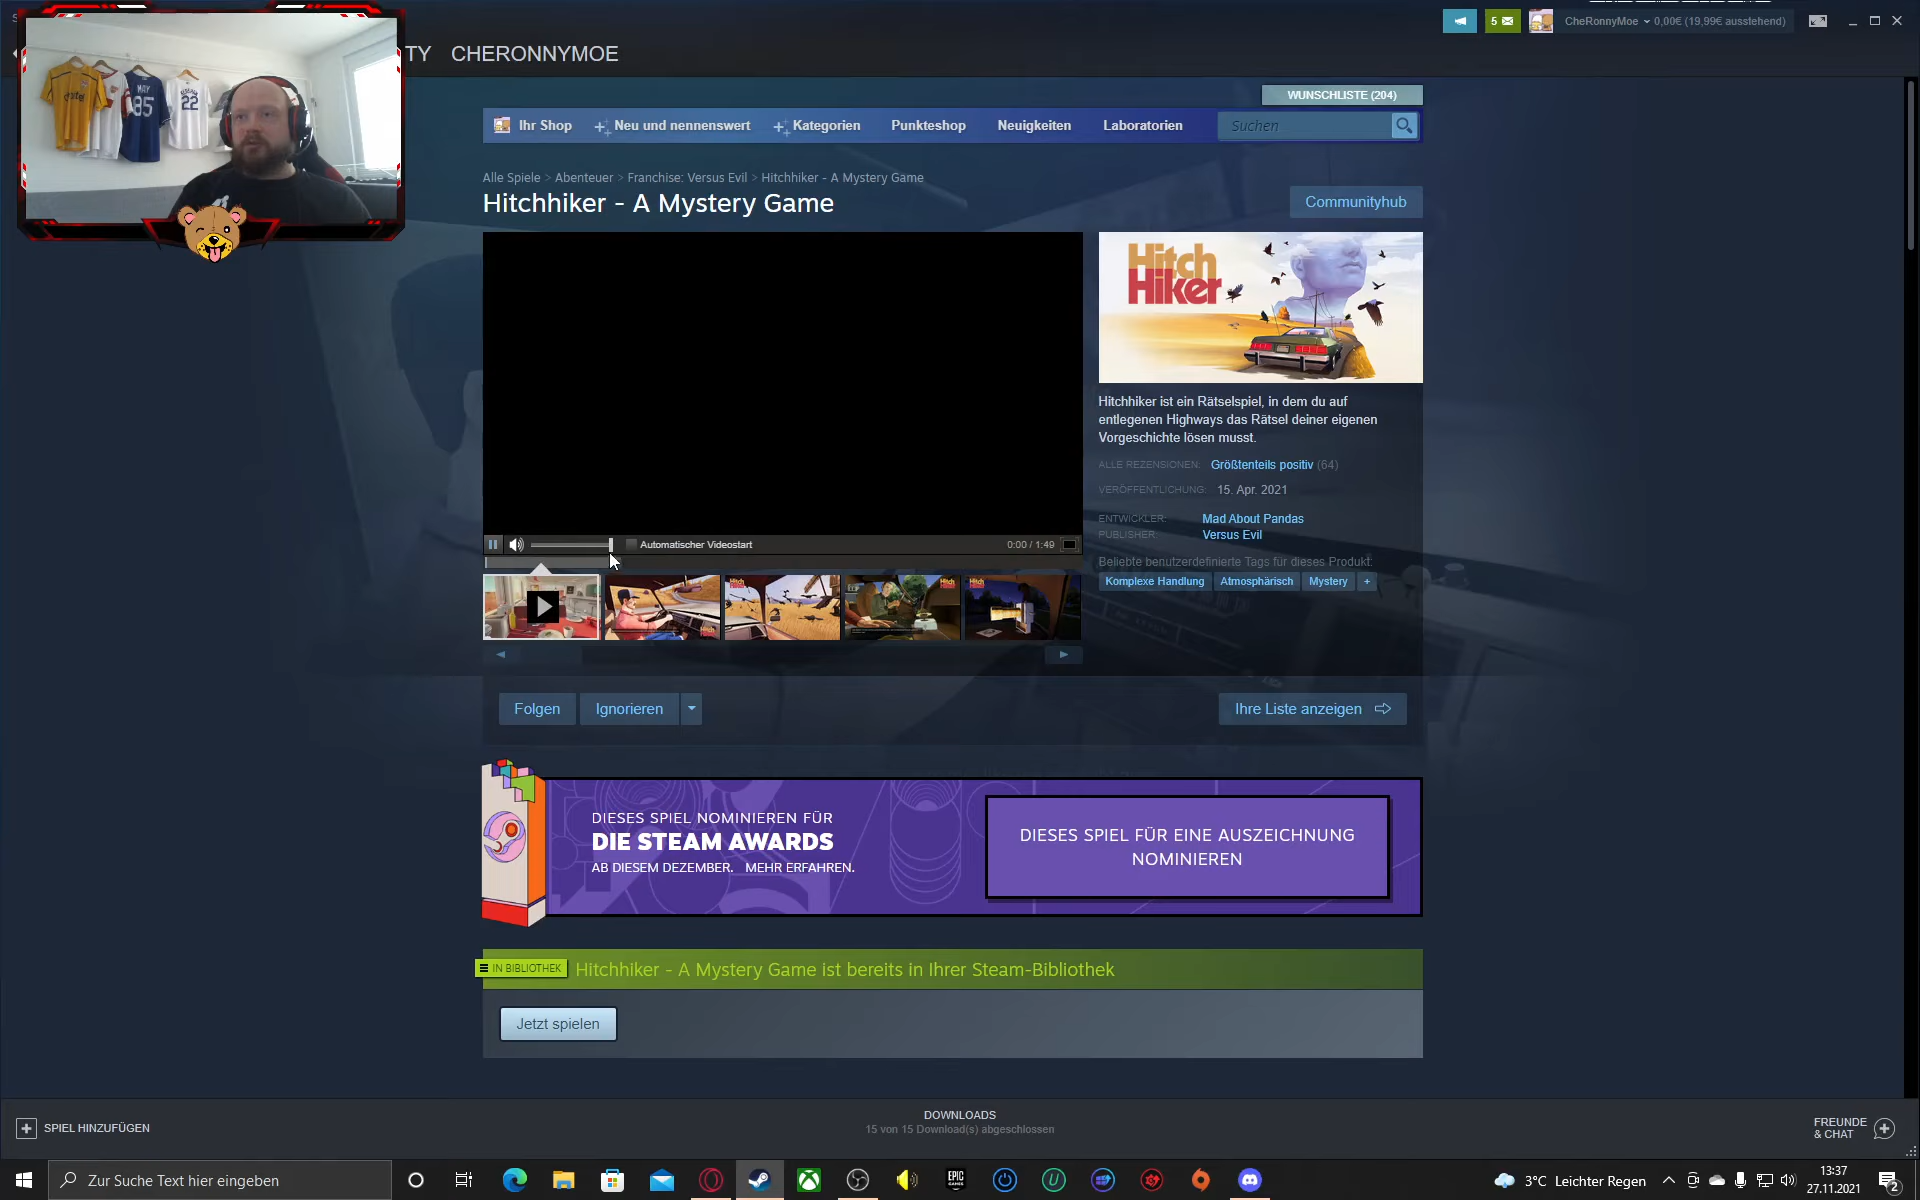 TY CHERONNYMOE
5
CheRonnyMoe 0,00€ (19,99€ ausstehend)
MAY
85
22
WUNSCHLISTE (204)
Ihr Shop Neu und nennenswert Kategorien Punkteshop Neuigkeiten Laboratorien Suchen
Alle Spiele > Abenteuer > Franchise: Versus Evil > Hitchhiker - A Mystery Game
Hitchhiker - A Mystery Game
Communityhub
Hitch
Hiker
Hitchhiker ist ein Rätselspiel, in dem du auf
entlegenen Highways das Rätsel deiner eigenen
Vorgeschichte lösen musst.
ALLE REZENSIONEN: Größtenteils positiv (64)
VERÖFFENTLICHUNG: 15. Apr. 2021
ENTWICKLER: Mad About Pandas
PUBLISHER: Versus Evil
Beliebte benutzerdefinierte Tags für dieses Produkt:
Komplexe Handlung Atmosphärisch Mystery +
Automatischer Videostart 0:00 / 1:49
Folgen Ignorieren Ihre Liste anzeigen
DIESES SPIEL NOMINIEREN FÜR
DIE STEAM AWARDS
AB DIESEM DEZEMBER. MEHR ERFAHREN.
DIESES SPIEL FÜR EINE AUSZEICHNUNG
NOMINIEREN
IN BIBLIOTHEK Hitchhiker - A Mystery Game ist bereits in Ihrer Steam-Bibliothek
Jetzt spielen
SPIEL HINZUFÜGEN
DOWNLOADS
15 von 15 Download(s) abgeschlossen
FREUNDE
& CHAT
Zur Suche Text hier eingeben
EPIC
GAMES
3°C Leichter Regen
13:37
27.11.2021
2